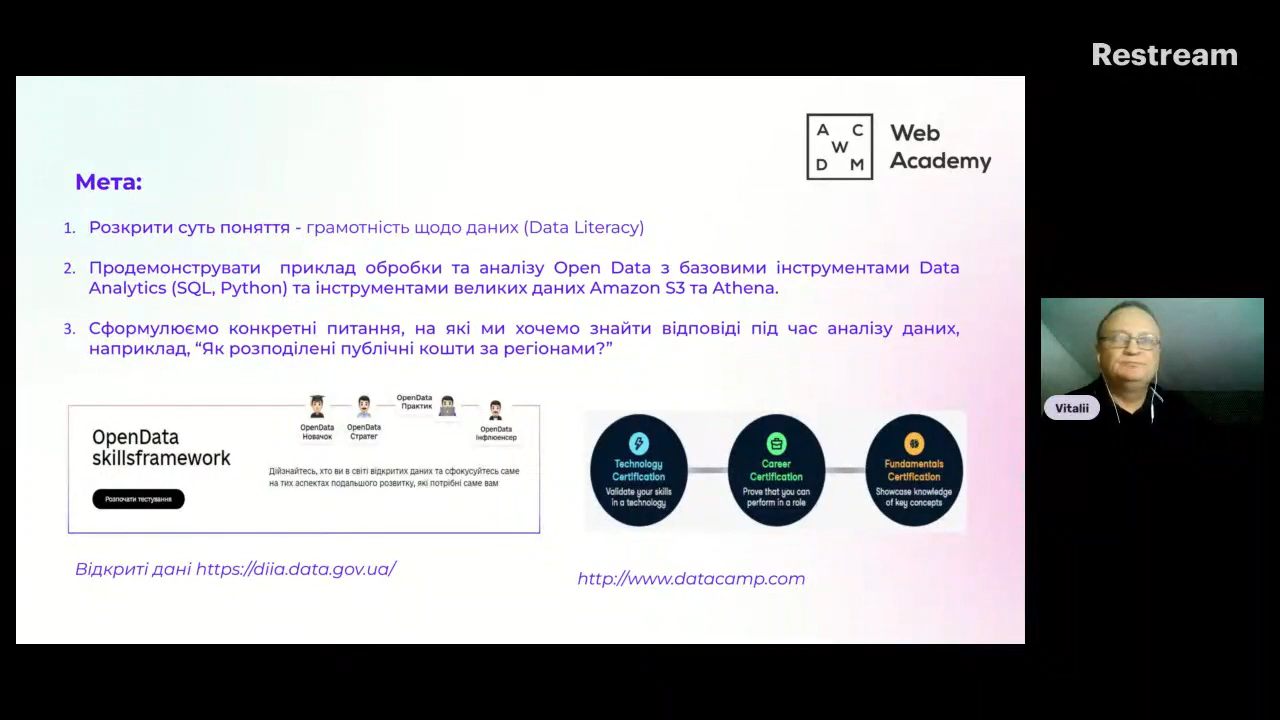 Restream
A C
W
D M
Web
Academy
Мета:
1. Розкрити суть поняття - грамотність щодо даних (Data Literacy)
2. Продемонструвати приклад обробки та аналізу Open Data з базовими інструментами Data
Analytics (SQL, Python) та інструментами великих даних Amazon S3 та Athena.
3. Сформулюємо конкретні питання, на які ми хочемо знайти відповіді під час аналізу даних,
наприклад, “Як розподілені публічні кошти за регіонами?”
OpenData
skillsframework
Розпочати тестування
OpenData
Новачок
OpenData
Стратег
OpenData
Практик
OpenData
Інфлюенсер
Дізнайтесь, хто ви в світі відкритих даних та сфокусуйтесь саме
на тих аспектах подальшого розвитку, які потрібні саме вам
Technology
Certification
Validate your skills
in a technology
Career
Certification
Prove that you can
perform in a role
Fundamentals
Certification
Showcase knowledge
of key concepts
Відкриті дані https://diia.data.gov.ua/
http://www.datacamp.com
Vitalii